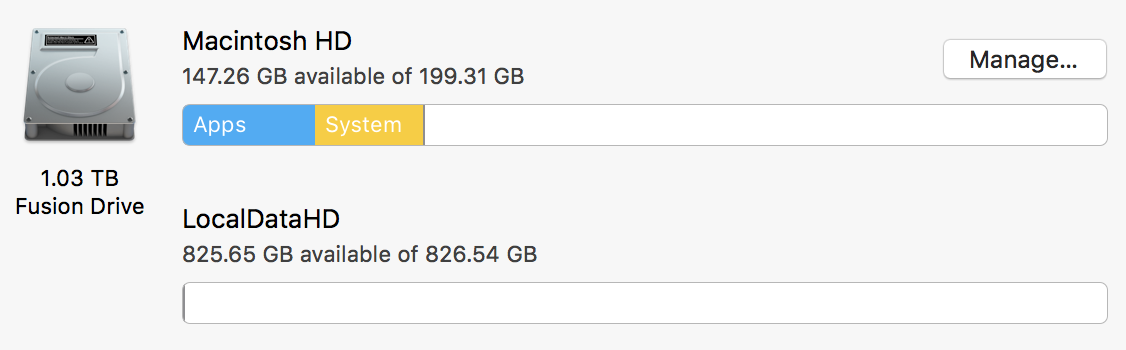 Macintosh HD
147.26 GB available of 199.31 GB
Manage...
Apps
System
1.03 TB
Fusion Drive
LocalDataHD
825.65 GB available of 826.54 GB